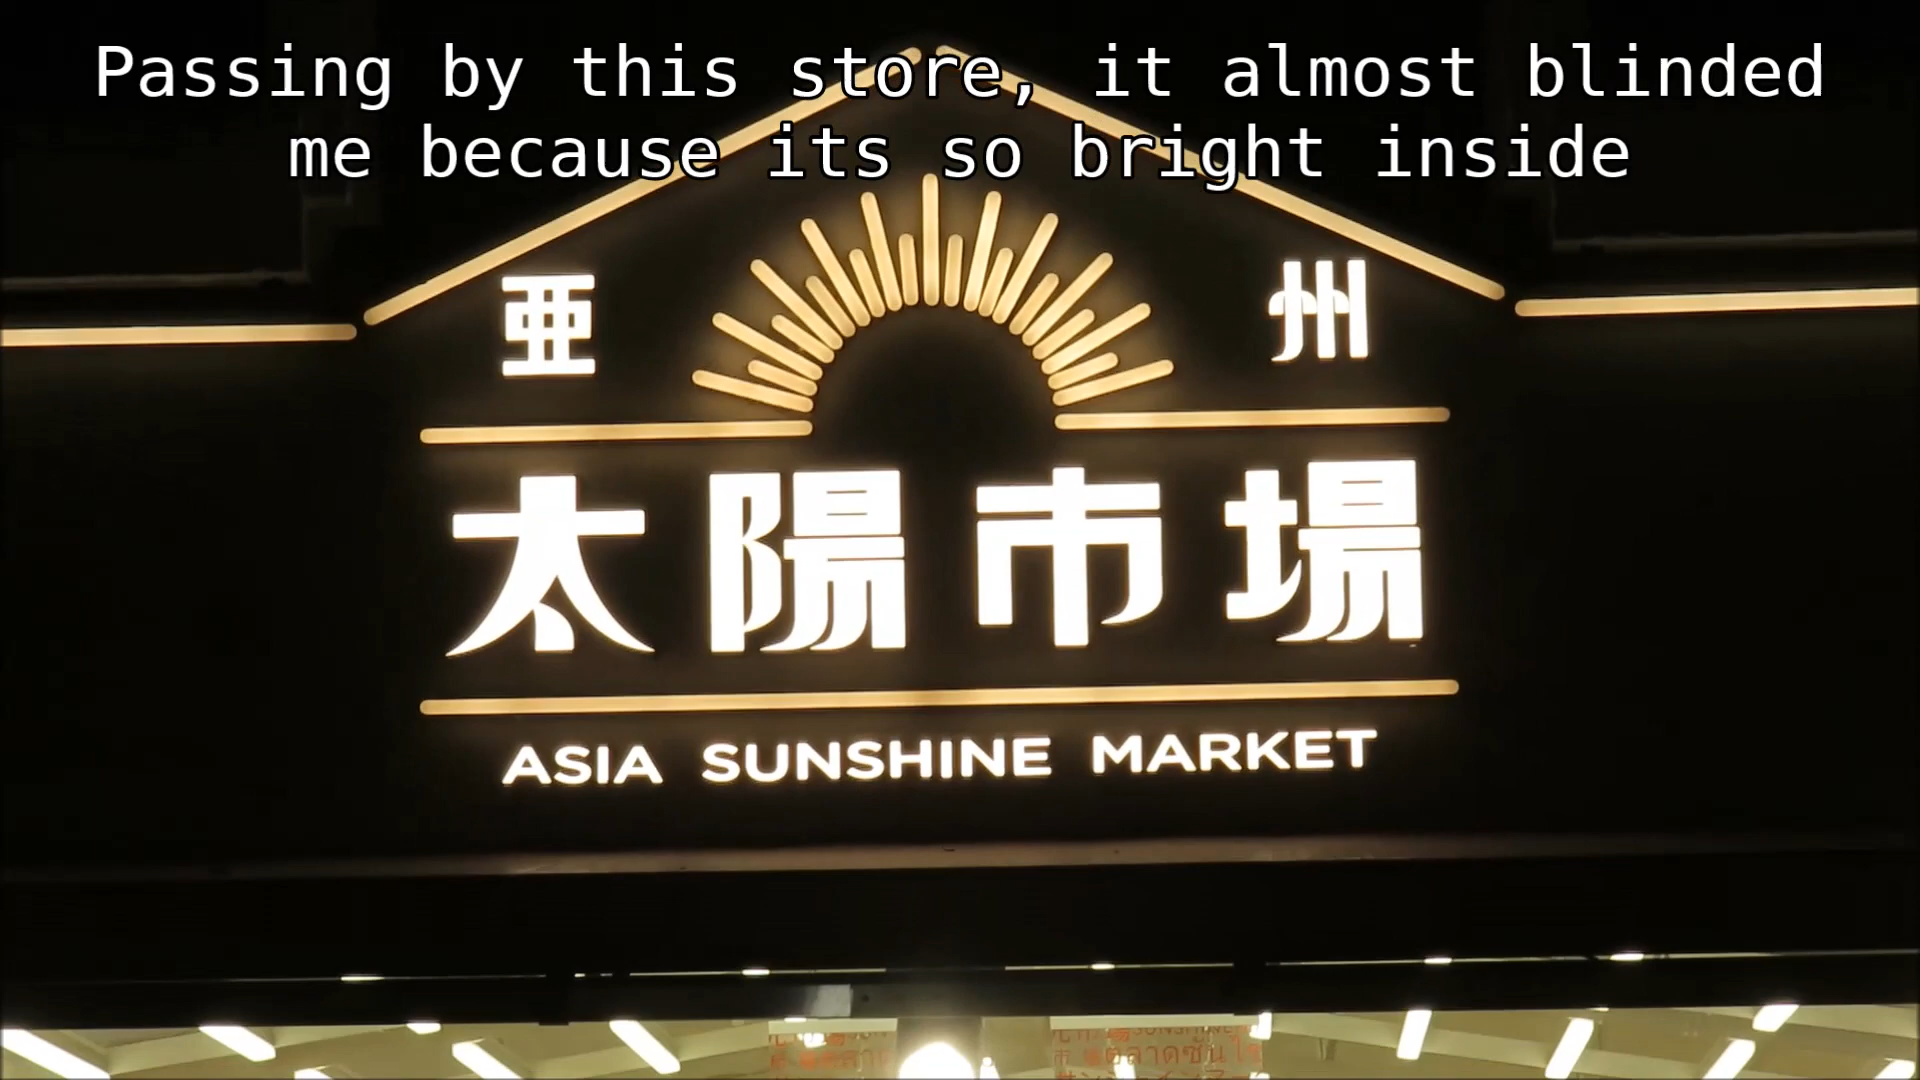 Passing by this store, it almost blinded
me because its so bright inside
亜 州
太陽市場
ASIA SUNSHINE MARKET